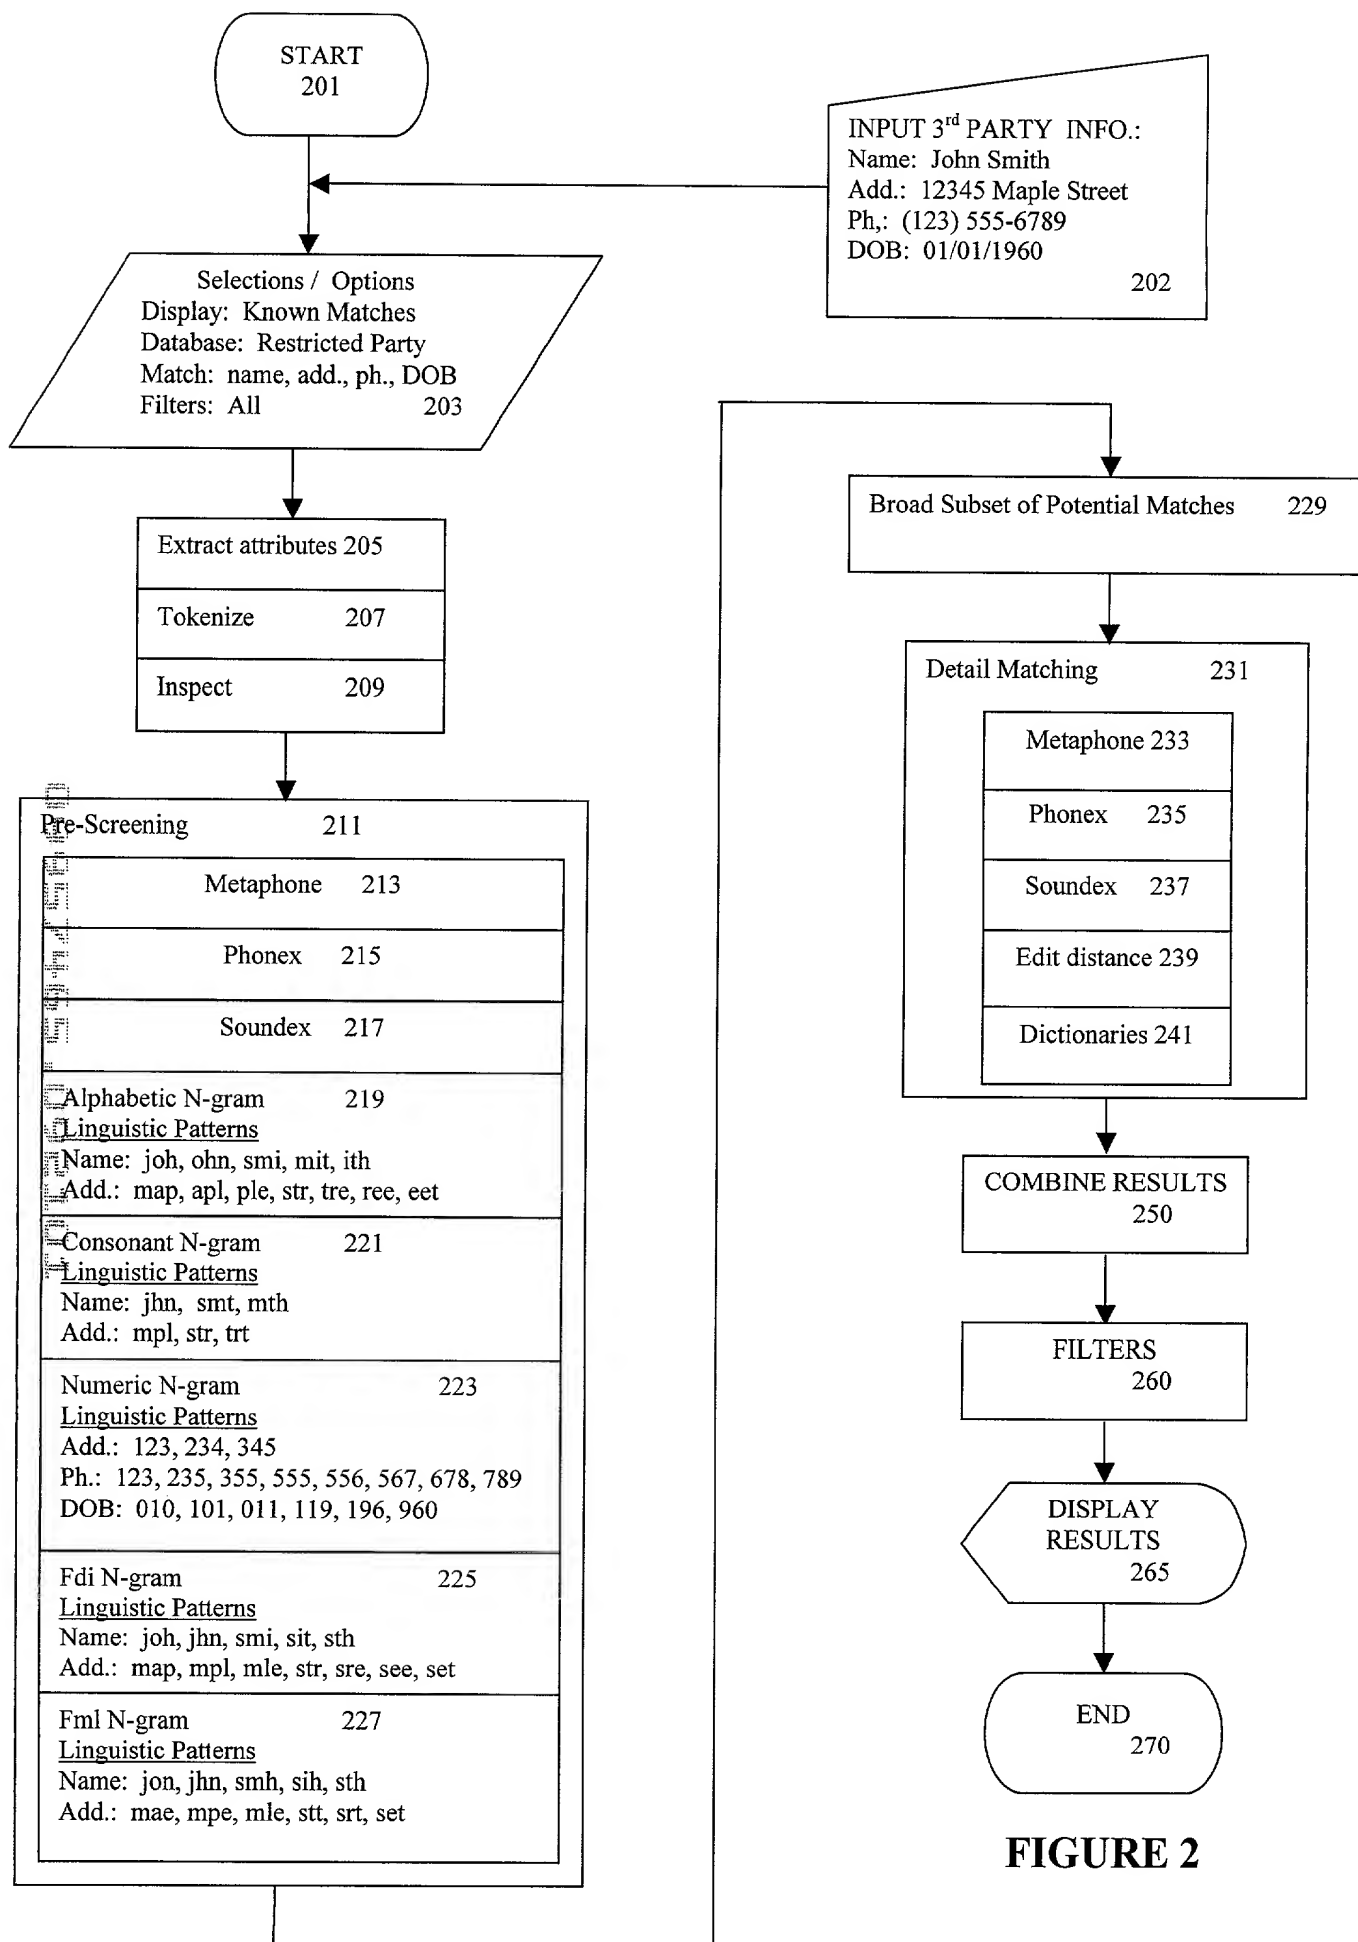 START
201
INPUT 3rd PARTY INFO.:
Name: John Smith
Add.: 12345 Maple Street
Ph,: (123) 555-6789
DOB: 01/01/1960
202
Selections / Options
Display: Known Matches
Database: Restricted Party
Match: name, add., ph., DOB
Filters: All 203
Extract attributes 205
Tokenize 207
Inspect 209
Pre-Screening 211
Metaphone 213
Phonex 215
Soundex 217
Alphabetic N-gram 219
Linguistic Patterns
Name: joh, ohn, smi, mit, ith
Add.: map, apl, ple, str, tre, ree, eet
Consonant N-gram 221
Linguistic Patterns
Name: jhn, smt, mth
Add.: mpl, str, trt
Numeric N-gram 223
Linguistic Patterns
Add.: 123, 234, 345
Ph.: 123, 235, 355, 555, 556, 567, 678, 789
DOB: 010, 101, 011, 119, 196, 960
Fdi N-gram 225
Linguistic Patterns
Name: joh, jhn, smi, sit, sth
Add.: map, mpl, mle, str, sre, see, set
Fml N-gram 227
Linguistic Patterns
Name: jon, jhn, smh, sih, sth
Add.: mae, mpe, mle, stt, srt, set
Broad Subset of Potential Matches 229
Detail Matching 231
Metaphone 233
Phonex 235
Soundex 237
Edit distance 239
Dictionaries 241
COMBINE RESULTS
250
FILTERS
260
DISPLAY
RESULTS
265
END
270
FIGURE 2